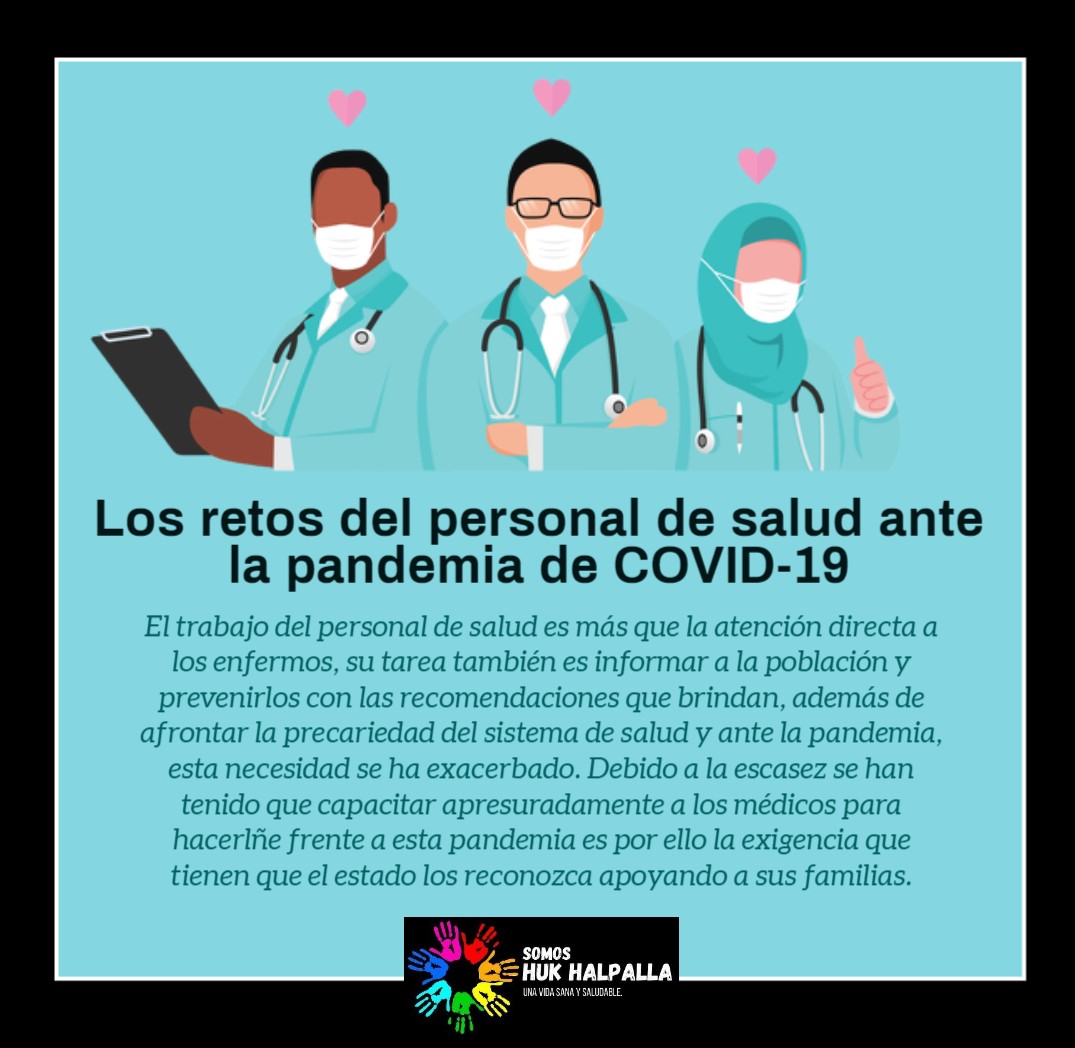 Los retos del personal de salud ante
la pandemia de COVID-19
El trabajo del personal de salud es más que la atención directa a
los enfermos, su tarea también es informar a la población y
prevenirlos con las recomendaciones que brindan, además de
afrontar la precariedad del sistema de salud y ante la pandemia,
esta necesidad se ha exacerbado. Debido a la escasez se han
tenido que capacitar apresuradamente a los médicos para
hacerlñe frente a esta pandemia es por ello la exigencia que
tienen que el estado los reconozca apoyando a sus familias.
SOMOS
HUK HALPALLA
UNA VIDA SANA Y SALUDABLE.